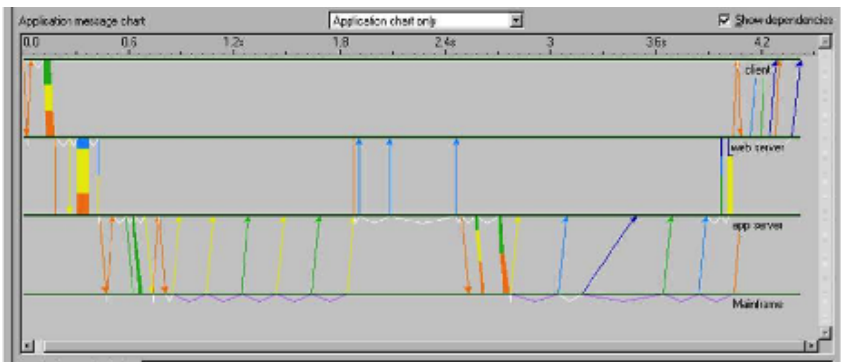 Application message chart Application chart only Show dependencies
0.0 0.6 1.2s 1.8 2.4s 3 3.6s 4.2
client
web server
app server
Mainframe